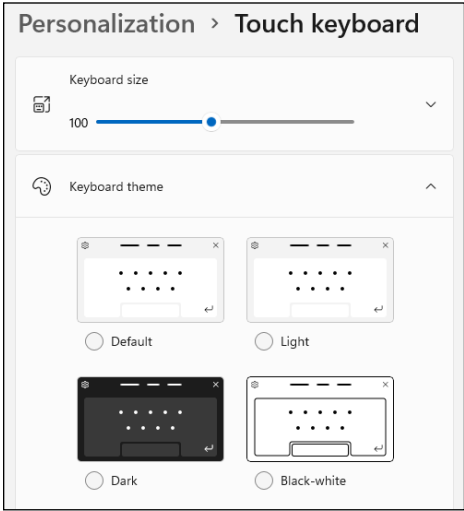 Personalization > Touch keyboard
Keyboard size
100
Keyboard theme
Default
Light
Dark
Black-white